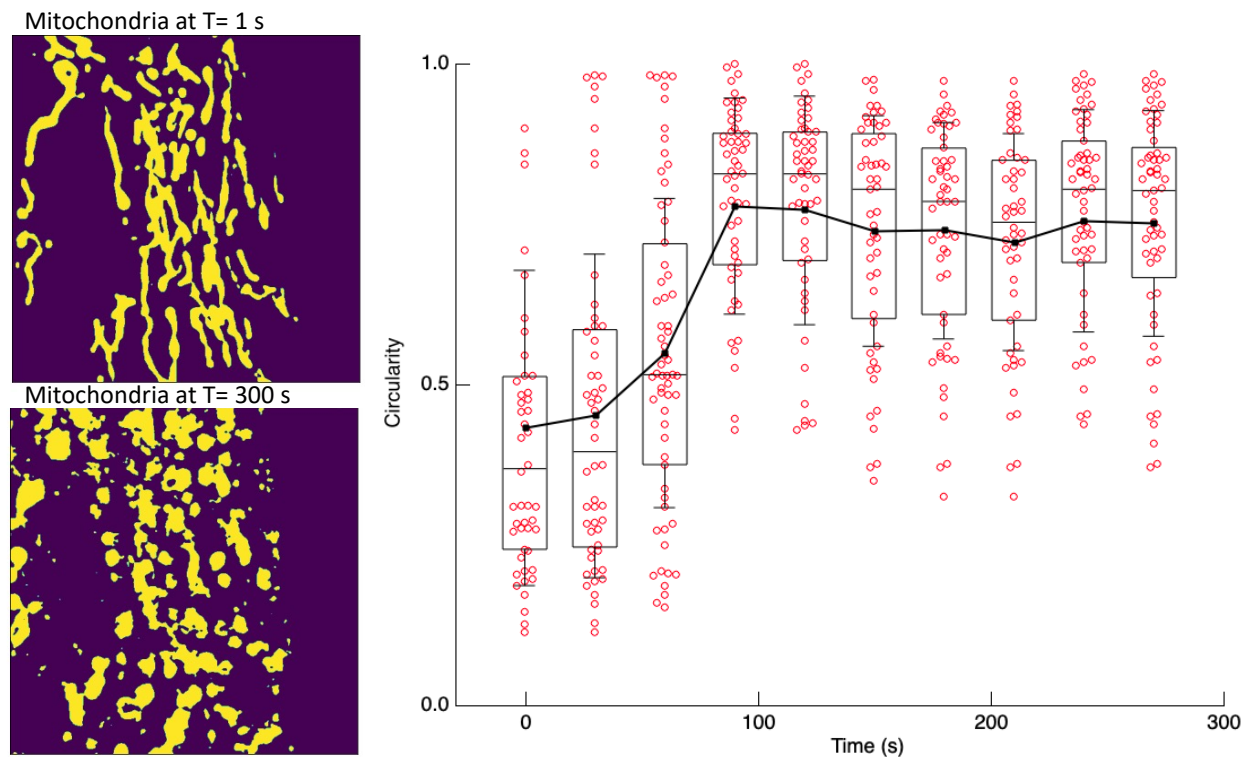 Mitochondria at T= 1 s
Mitochondria at T= 300 s
1.0
0.5
0.0
Circularity
0
100
200
300
Time (s)